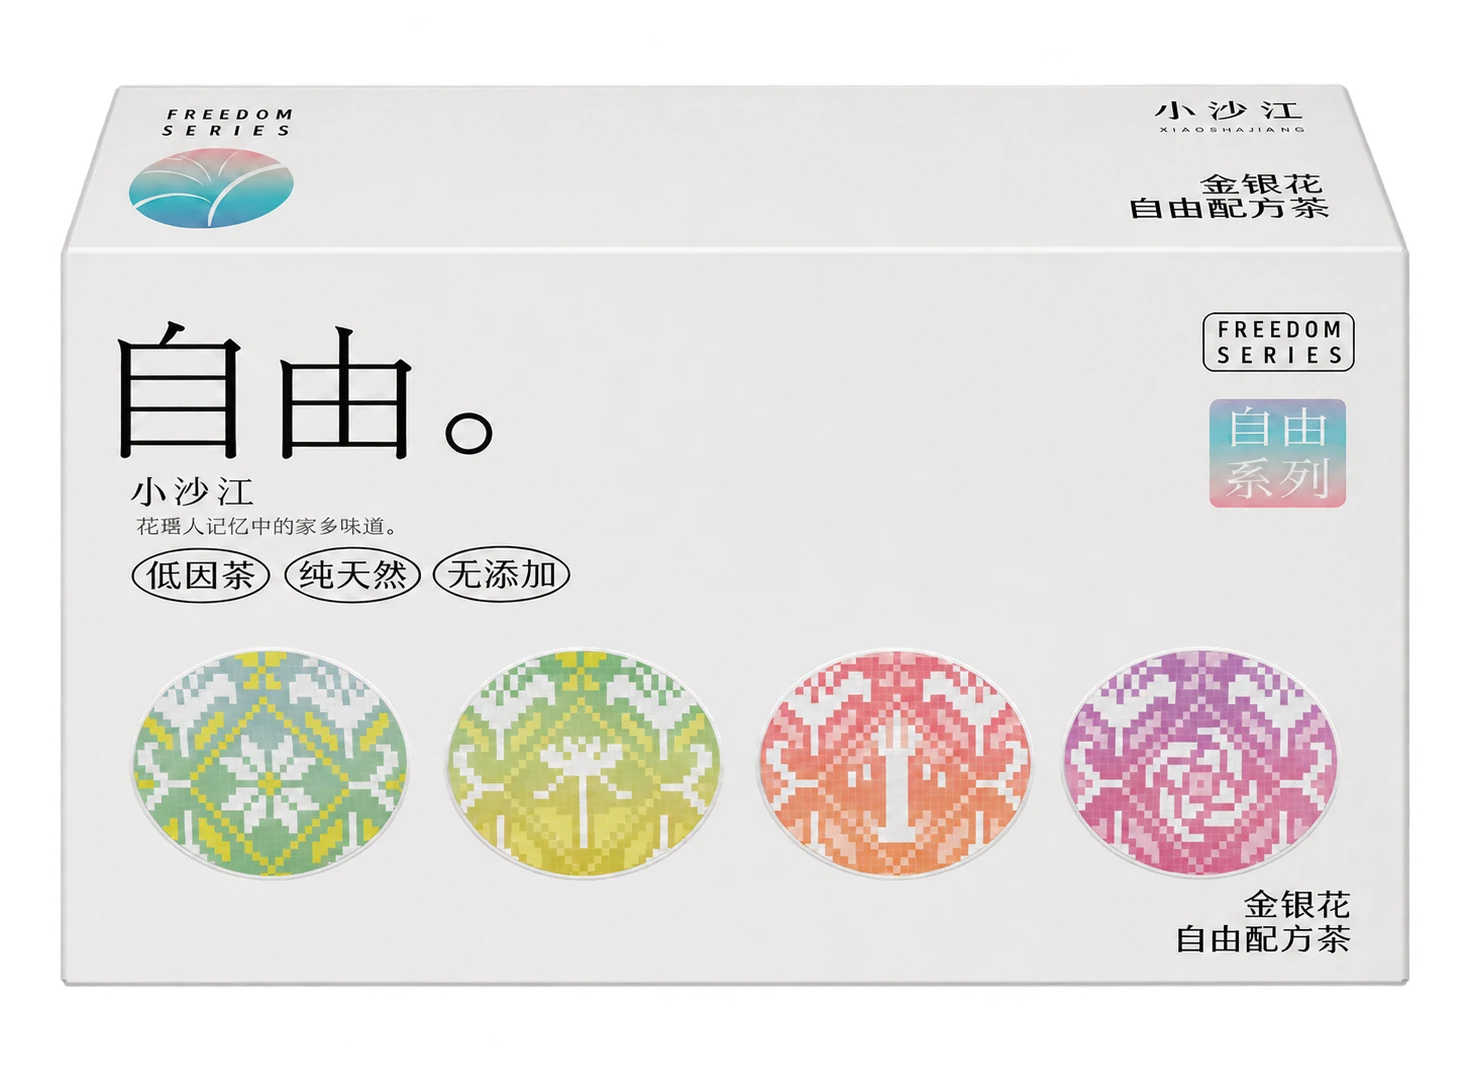 FREEDOM
SERIES
小沙江
XIAOSHAJIANG
金银花
自由配方茶
自由。
小沙江
花瑶人记忆中的家乡味道。
低因茶
纯天然
无添加
FREEDOM
SERIES
自由
系列
金银花
自由配方茶